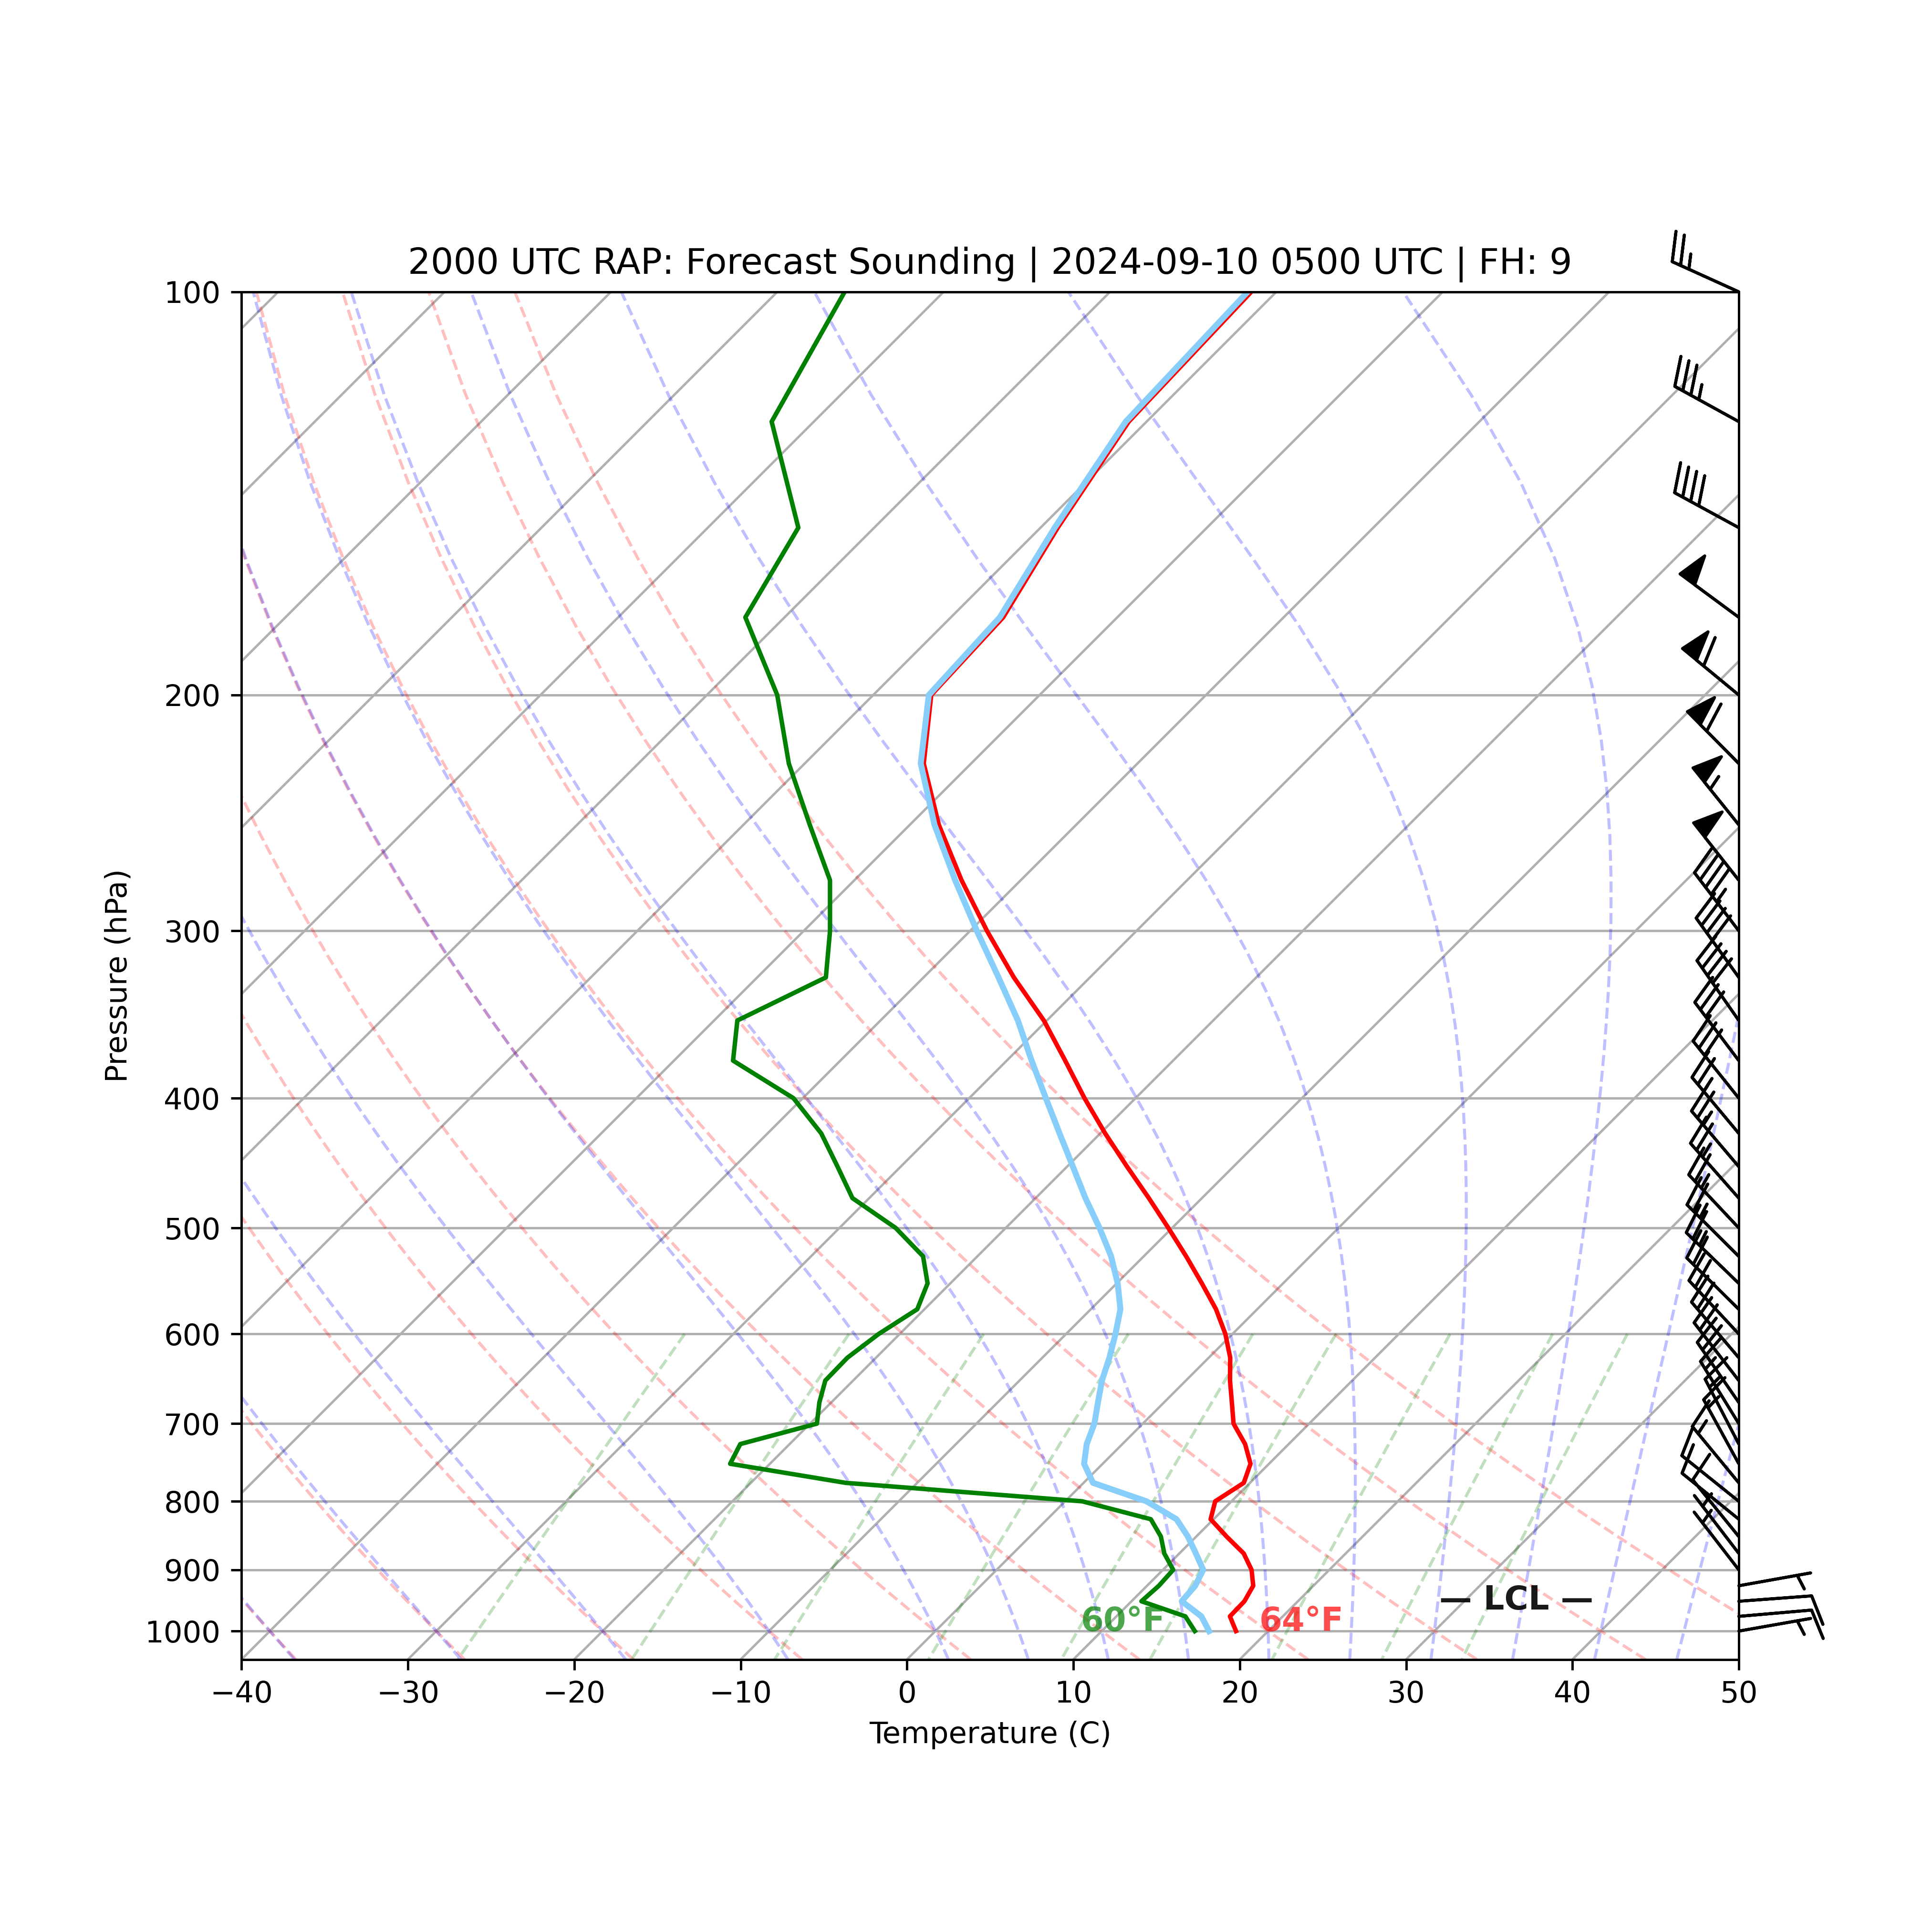 2000 UTC RAP: Forecast Sounding | 2024-09-10 0500 UTC | FH: 9
100
200
300
400
500
600
700
800
900
1000
Pressure (hPa)
— LCL —
60°F
64°F
−40 −30 −20 −10 0 10 20 30 40 50
Temperature (C)